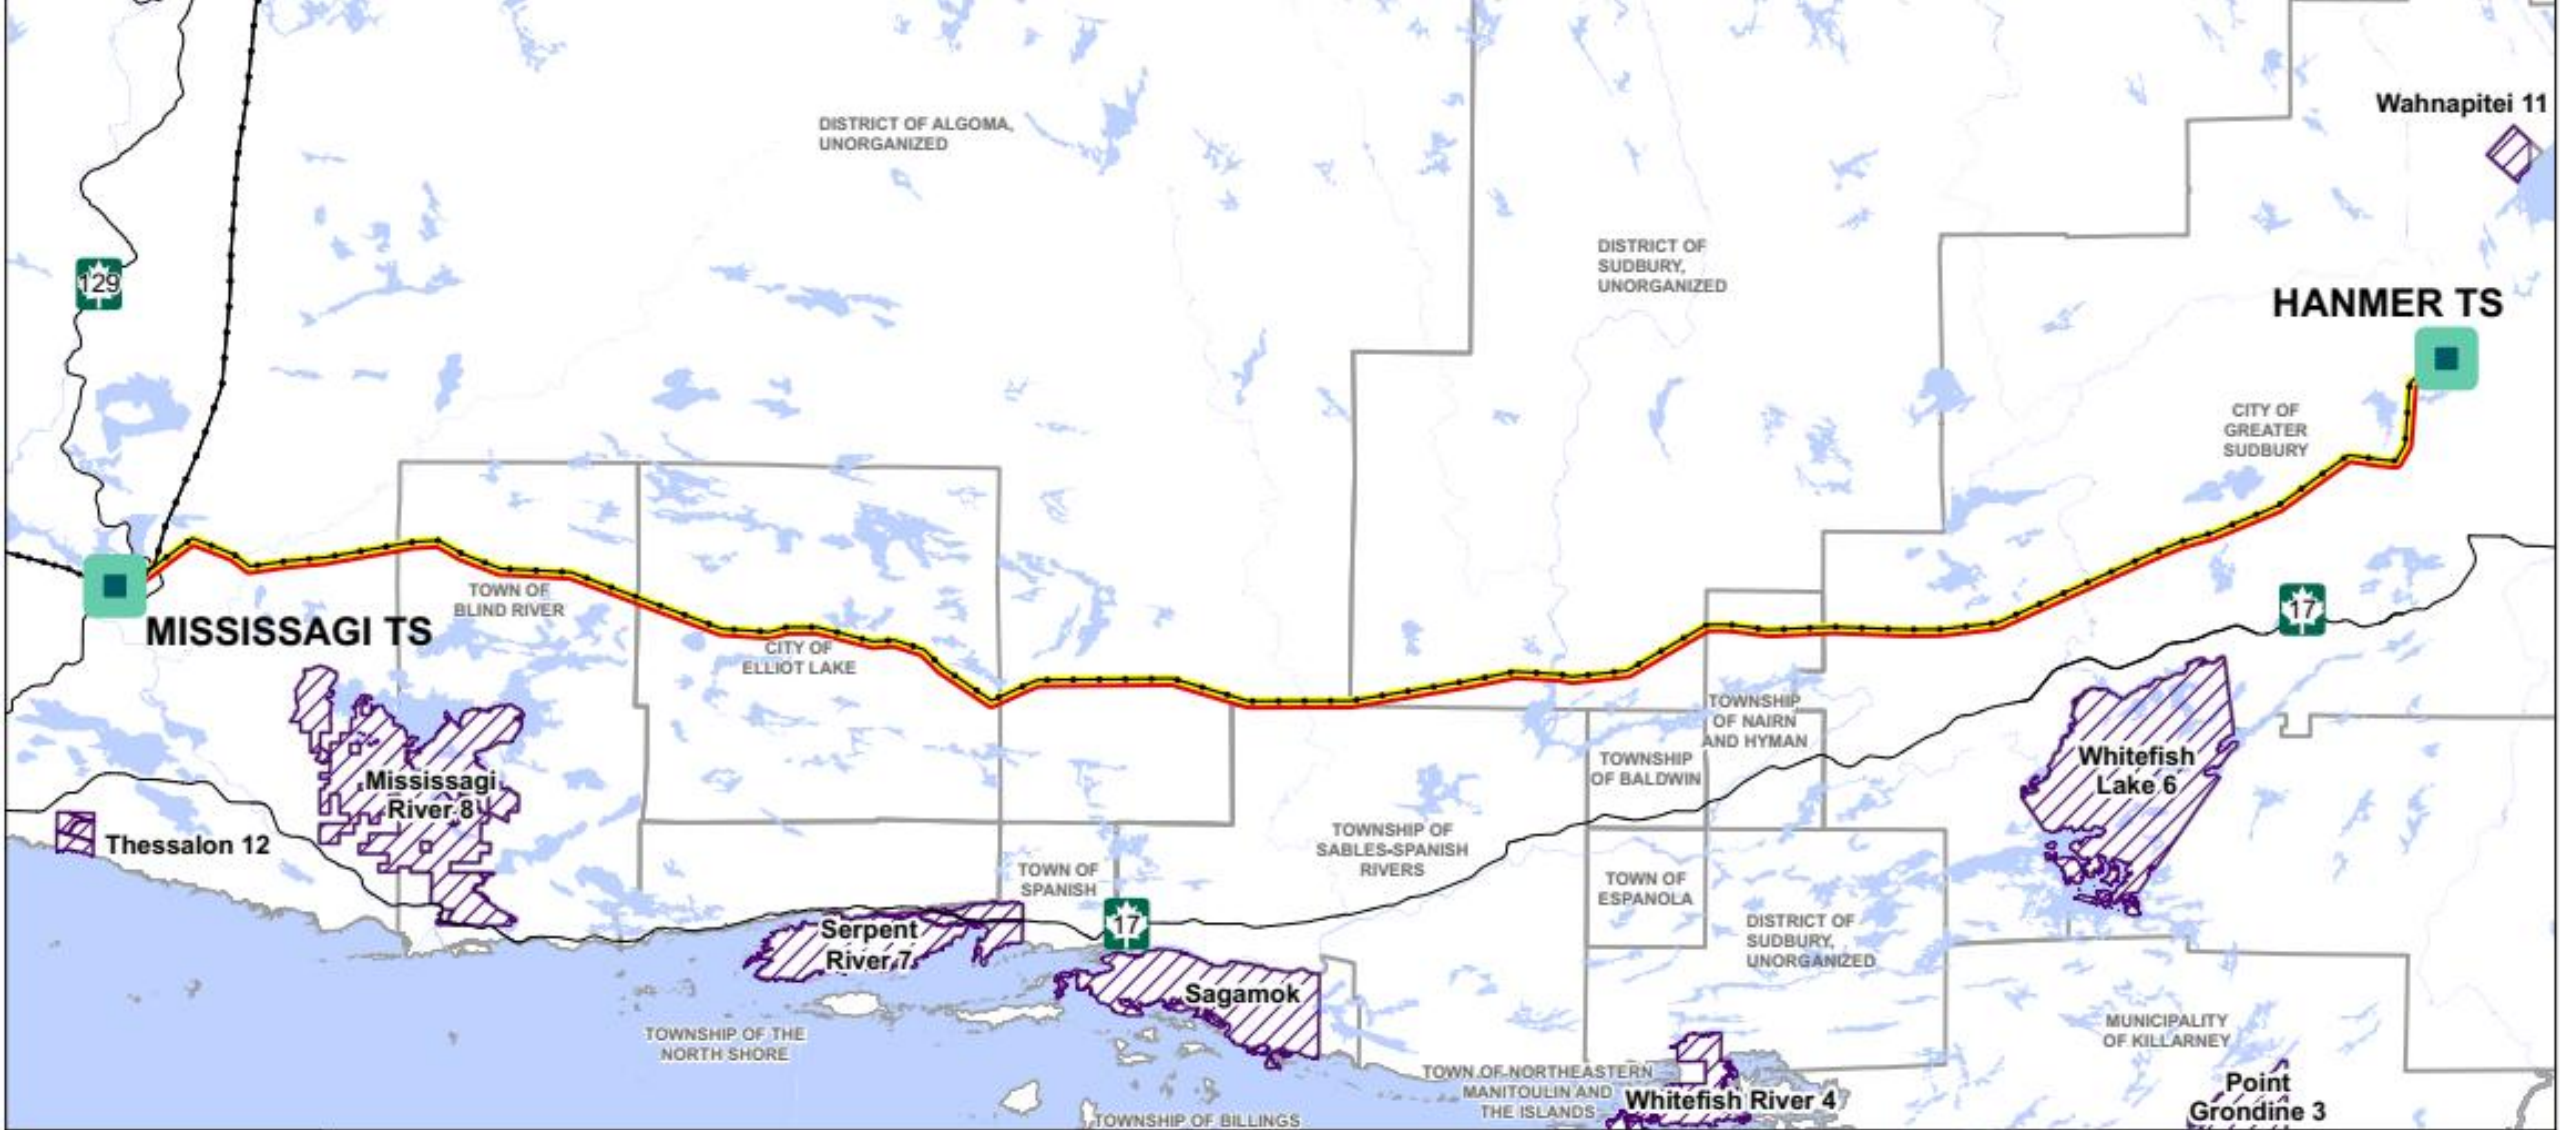 Wahnapitei 11
DISTRICT OF ALGOMA,
UNORGANIZED
DISTRICT OF
SUDBURY,
UNORGANIZED
129
HANMER TS
CITY OF
GREATER
SUDBURY
TOWN OF
BLIND RIVER
MISSISSAGI TS
17
CITY OF
ELLIOT LAKE
TOWNSHIP
OF NAIRN
AND HYMAN
TOWNSHIP
OF BALDWIN
Whitefish
Lake 6
Mississagi
River 8
Thessalon 12
TOWNSHIP OF
SABLES-SPANISH
RIVERS
TOWN OF
SPANISH
TOWN OF
ESPANOLA
17
Serpent
River 7
DISTRICT OF
SUDBURY,
UNORGANIZED
Sagamok
TOWNSHIP OF THE
NORTH SHORE
MUNICIPALITY
OF KILLARNEY
TOWN OF NORTHEASTERN
MANITOULIN AND
THE ISLANDS
Whitefish River 4
Point
Grondine 3
TOWNSHIP OF BILLINGS